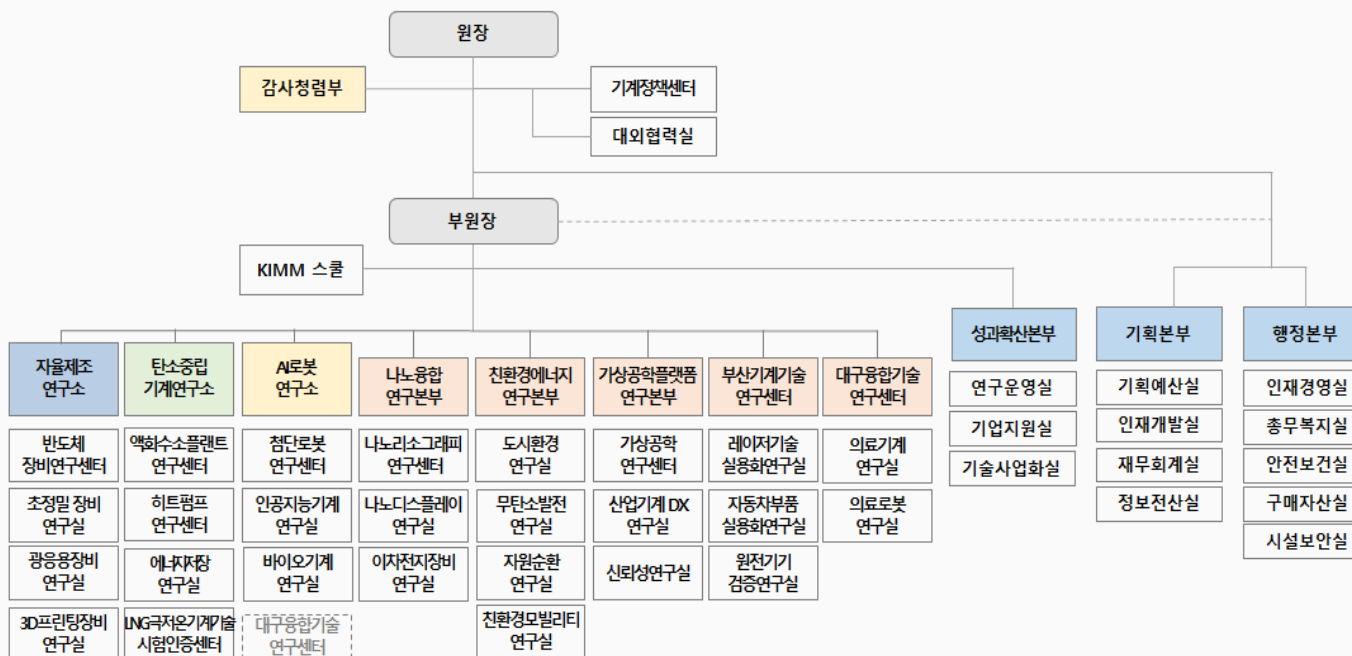 원장
감사청렴부
기계정책센터
대외협력실
부원장
KIMM 스쿨
성과확산본부
기획본부
행정본부
자율제조
연구소
탄소중립
기계연구소
AI로봇
연구소
나노융합
연구본부
친환경에너지
연구본부
가상공학플랫폼
연구본부
부산기계기술
연구센터
대구융합기술
연구센터
연구운영실
기업지원실
기술사업화실
기획예산실
인재개발실
재무회계실
정보전산실
인재경영실
총무복지실
안전보건실
구매자산실
시설보안실
반도체
장비연구센터
초정밀 장비
연구실
광응용장비
연구실
3D프린팅장비
연구실
액화수소플랜트
연구센터
히트펌프
연구센터
에너지저장
연구실
LNG극저온기계기술
시험인증센터
첨단로봇
연구센터
인공지능기계
연구실
바이오기계
연구실
대구융합기술
연구센터
나노리소그래피
연구센터
나노디스플레이
연구실
이차전지장비
연구실
도시환경
연구실
무탄소발전
연구실
자원순환
연구실
친환경모빌리티
연구실
가상공학
연구센터
산업기계 DX
연구실
신뢰성연구실
레이저기술
실용화연구실
자동차부품
실용화연구실
원전기기
검증연구실
의료기계
연구실
의료로봇
연구실